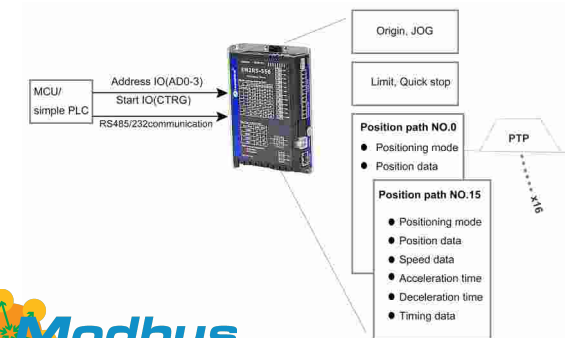 Origin, JOG
MCU/
simple PLC
Address IO(AD0-3)
Start IO(CTRG)
RS485/232communication
Limit, Quick stop
Position path NO.0
Positioning mode
Position data
PTP
x16
Position path NO.15
Positioning mode
Position data
Speed data
Acceleration time
Deceleration time
Timing data
Modbus